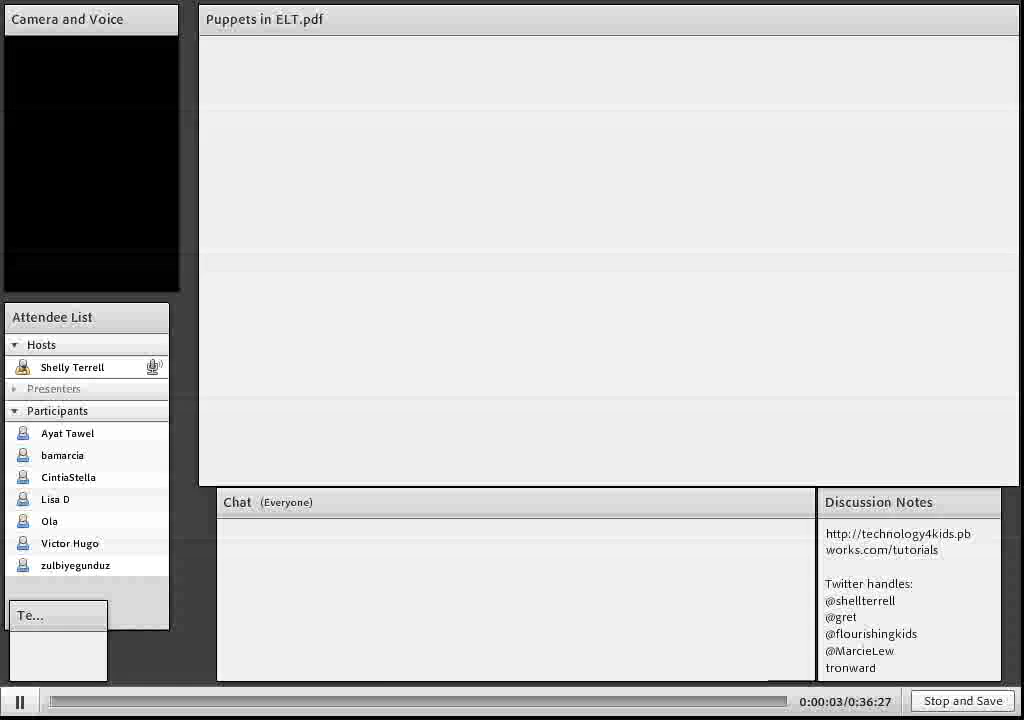 Camera and Voice
Puppets in ELT.pdf
Attendee List
Hosts
Shelly Terrell
Presenters
Participants
Ayat Tawel
bamarcia
CintiaStella
Lisa D
Ola
Victor Hugo
zulbiyegunduz
Te...
Chat (Everyone)
Discussion Notes
http://technology4kids.pb
works.com/tutorials
Twitter handles:
@shellterrell
@gret
@flourishingkids
@MarcieLew
tronward
0:00:03/0:36:27
Stop and Save